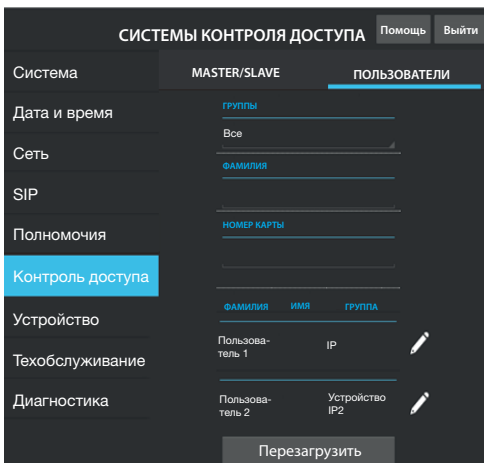 СИСТЕМЫ КОНТРОЛЯ ДОСТУПА
Помощь
Выйти
Система
Дата и время
Сеть
SIP
Полномочия
Контроль доступа
Устройство
Техобслуживание
Диагностика
MASTER/SLAVE
ПОЛЬЗОВАТЕЛИ
ГРУППЫ
Все
ФАМИЛИЯ
НОМЕР КАРТЫ
ФАМИЛИЯ ИМЯ ГРУППА
Пользова-
тель 1
IP
Пользова-
тель 2
Устройство
IP2
Перезагрузить